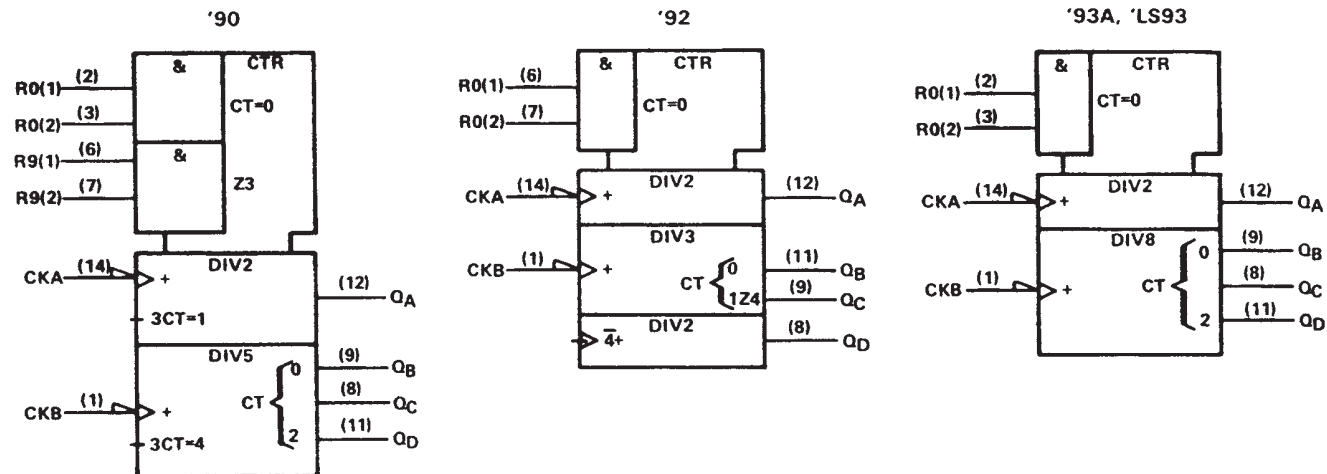 '90
& CTR
R0(1) (2)
CT=0
R0(2) (3)
R9(1) (6)
&
R9(2) (7)
Z3
DIV2
CKA (14) +
(12) QA
3CT=1
DIV5
(9) QB
0
CT
(8) QC
CKB (1) +
2
(11) QD
3CT=4
'92
& CTR
R0(1) (6)
CT=0
R0(2) (7)
DIV2
CKA (14) +
(12) QA
DIV3
CKB (1) +
0
(11) QB
CT
1Z4
(9) QC
DIV2
4+
(8) QD
'93A, 'LS93
& CTR
R0(1) (2)
CT=0
R0(2) (3)
DIV2
CKA (14) +
(12) QA
DIV8
0
(9) QB
CKB (1) +
CT
(8) QC
2
(11) QD